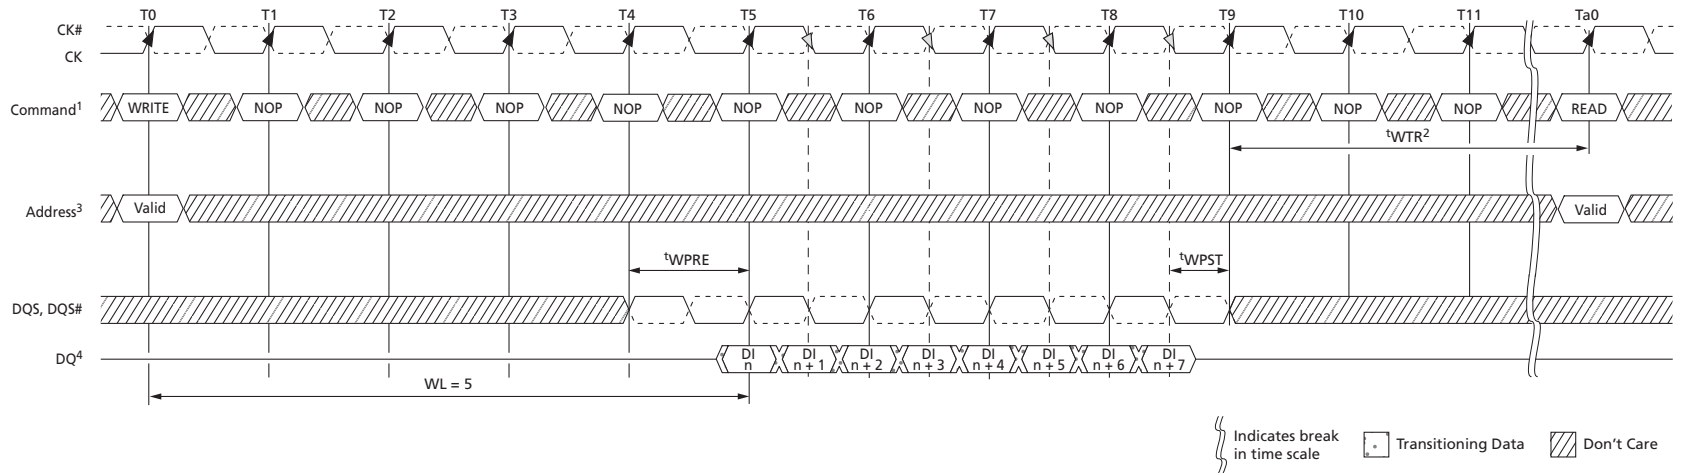 T0 T1 T2 T3 T4 T5 T6 T7 T8 T9 T10 T11 Ta0
CK#
CK
Command1 WRITE NOP NOP NOP NOP NOP NOP NOP NOP NOP NOP NOP READ
tWTR2
Address3 Valid Valid
tWPRE tWPST
DQS, DQS#
DQ4 DI n DI n + 1 DI n + 2 DI n + 3 DI n + 4 DI n + 5 DI n + 6 DI n + 7
WL = 5
Indicates break in time scale
Transitioning Data
Don't Care